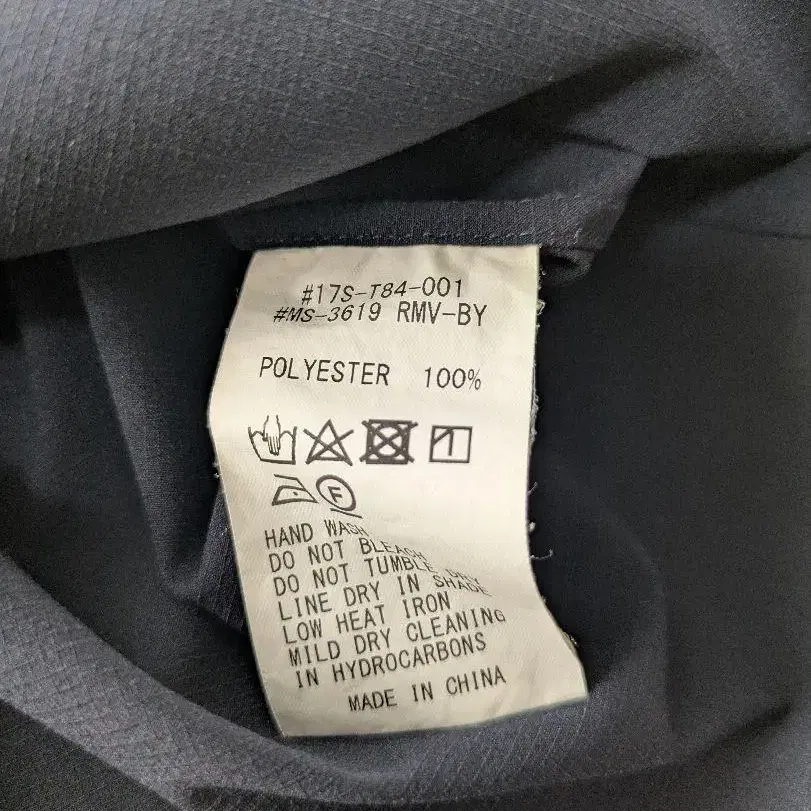 #17S-T84-001
#MS-3619 RMV-BY
POLYESTER 100%
F
HAND WASH
DO NOT BLEACH
DO NOT TUMBLE DRY
LINE DRY IN SHADE
LOW HEAT IRON
MILD DRY CLEANING
IN HYDROCARBONS
MADE IN CHINA